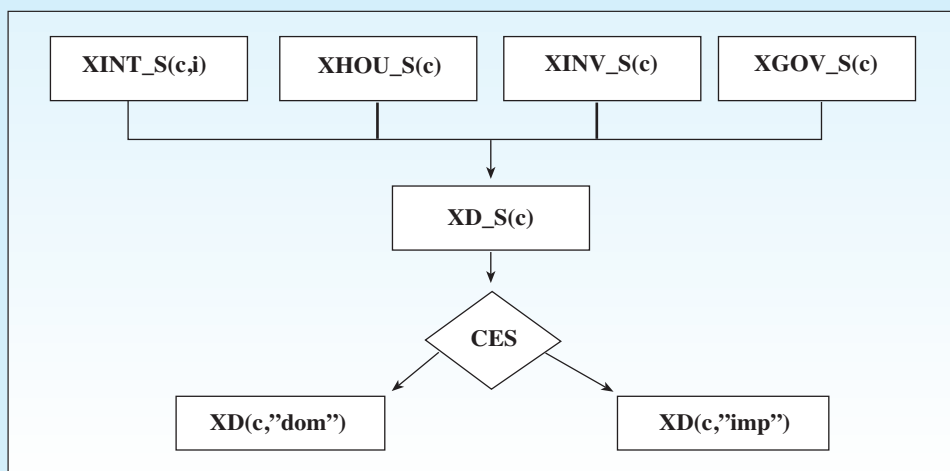 XINT_S(c,i)
XHOU_S(c)
XINV_S(c)
XGOV_S(c)
XD_S(c)
CES
XD(c,”dom”)
XD(c,”imp”)